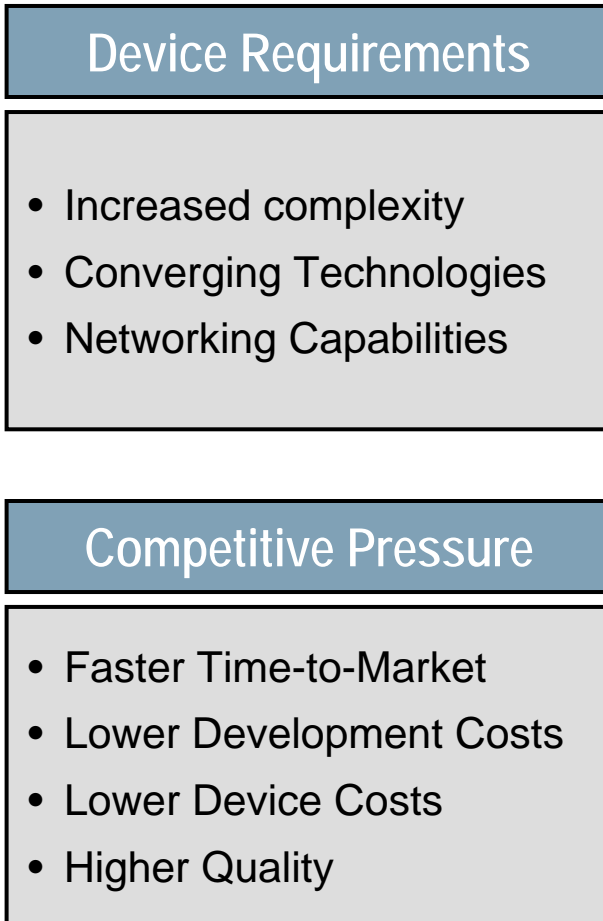 Device Requirements
• Increased complexity
• Converging Technologies
• Networking Capabilities
Competitive Pressure
• Faster Time-to-Market
• Lower Development Costs
• Lower Device Costs
• Higher Quality